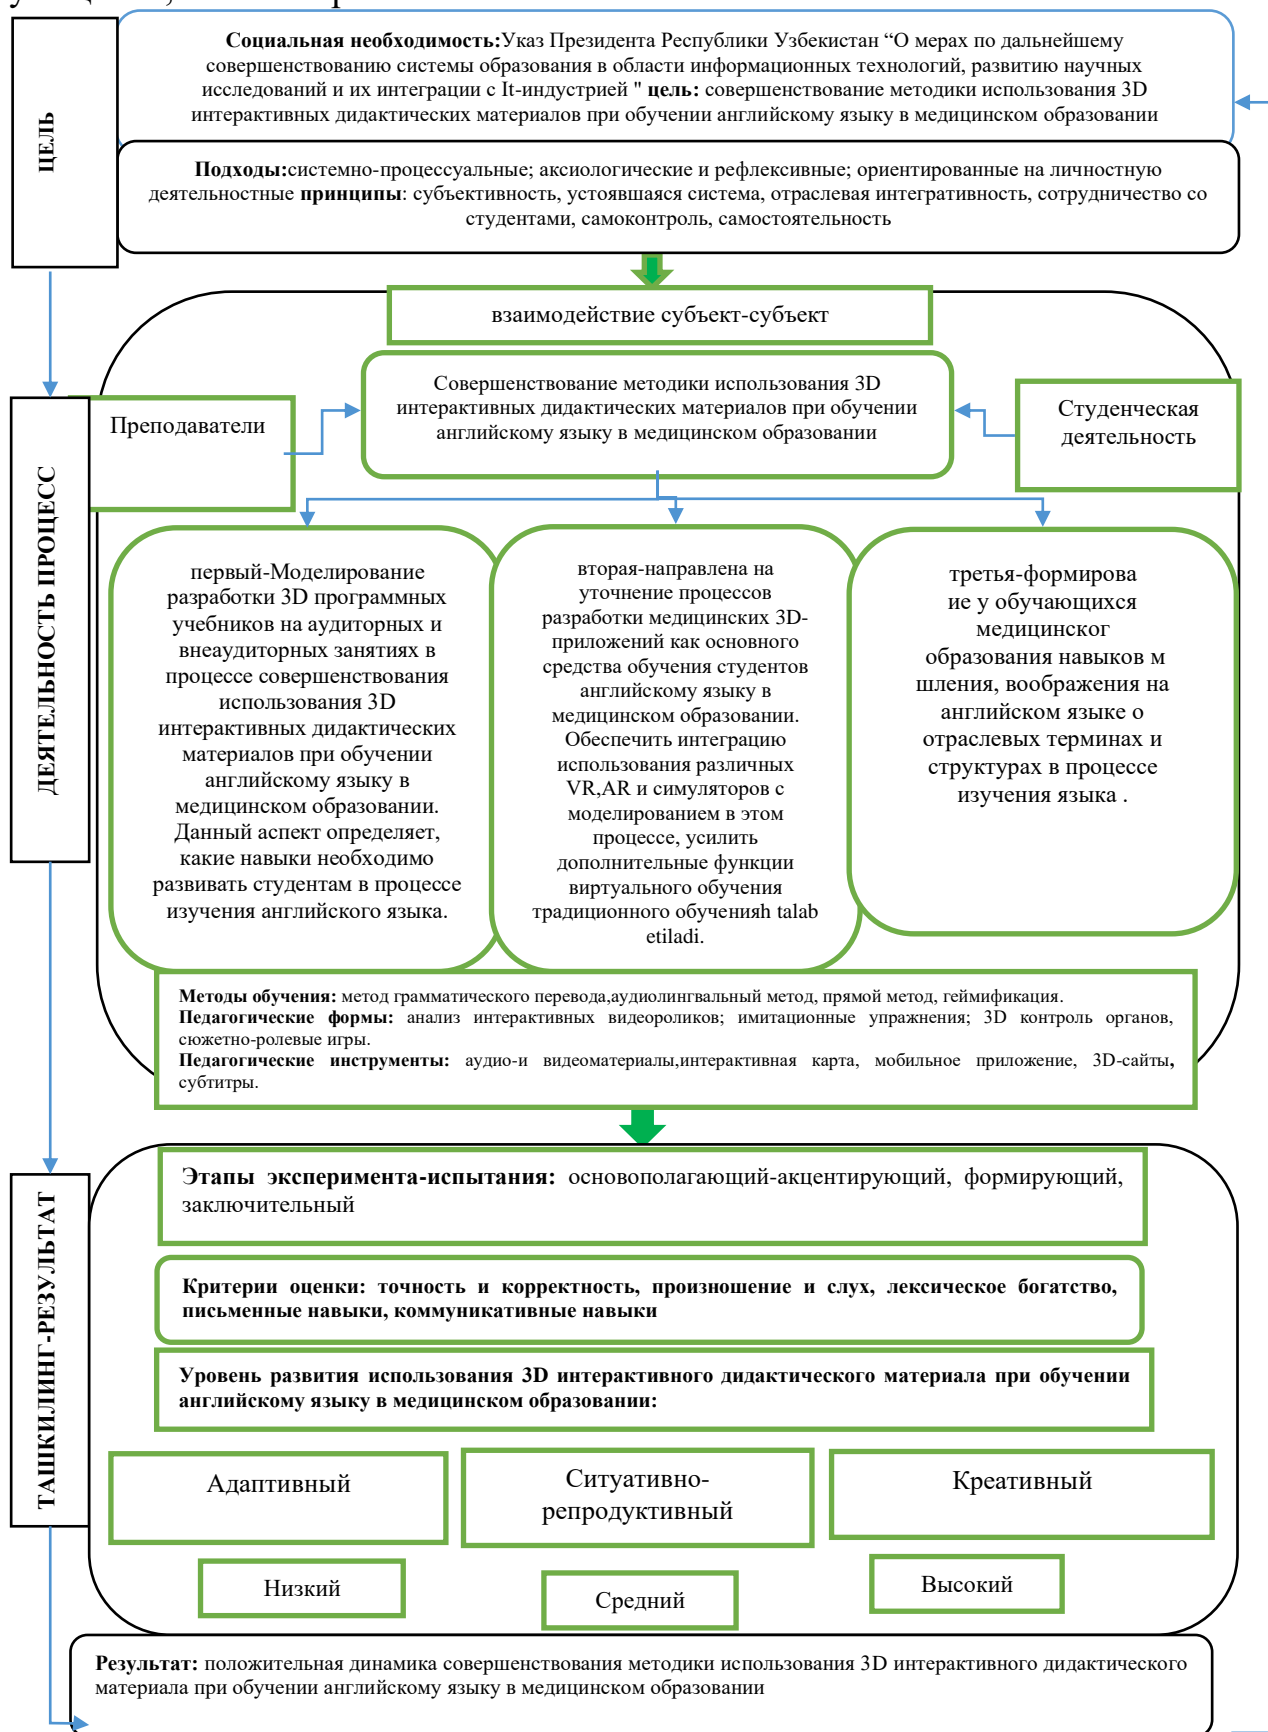 ЦЕЛЬ
Социальная необходимость:Указ Президента Республики Узбекистан “О мерах по дальнейшему
совершенствованию системы образования в области информационных технологий, развитию научных
исследований и их интеграции с It-индустрией " цель: совершенствование методики использования 3D
интерактивных дидактических материалов при обучении английскому языку в медицинском образовании
Подходы:системно-процессуальные; аксиологические и рефлексивные; ориентированные на личностную
деятельностные принципы: субъективность, устоявшаяся система, отраслевая интегративность, сотрудничество со
студентами, самоконтроль, самостоятельность
ДЕЯТЕЛЬНОСТЬ ПРОЦЕСС
взаимодействие субъект-субъект
Преподаватели
Совершенствование методики использования 3D
интерактивных дидактических материалов при обучении
английскому языку в медицинском образовании
Студенческая
деятельность
первый-Моделирование
разработки 3D программных
учебников на аудиторных и
внеаудиторных занятиях в
процессе совершенствования
использования 3D
интерактивных дидактических
материалов при обучении
английскому языку в
медицинском образовании.
Данный аспект определяет,
какие навыки необходимо
развивать студентам в процессе
изучения английского языка.
вторая-направлена на
уточнение процессов
разработки медицинских 3D-
приложений как основного
средства обучения студентов
английскому языку в
медицинском образовании.
Обеспечить интеграцию
использования различных
VR,AR и симуляторов с
моделированием в этом
процессе, усилить
дополнительные функции
виртуального обучения
традиционного обученияh talab
etiladi.
третья-формирова
ие у обучающихся
медицинског
образования навыков м
шления, воображения на
английском языке о
отраслевых терминах и
структурах в процессе
изучения языка .
Методы обучения: метод грамматического перевода,аудиолингвальный метод, прямой метод, геймификация.
Педагогические формы: анализ интерактивных видеороликов; имитационные упражнения; 3D контроль органов,
сюжетно-ролевые игры.
Педагогические инструменты: аудио-и видеоматериалы,интерактивная карта, мобильное приложение, 3D-сайты,
субтитры.
ТАШКИЛИНГ-РЕЗУЛЬТАТ
Этапы эксперимента-испытания: основополагающий-акцентирующий, формирующий,
заключительный
Критерии оценки: точность и корректность, произношение и слух, лексическое богатство,
письменные навыки, коммуникативные навыки
Уровень развития использования 3D интерактивного дидактического материала при обучении
английскому языку в медицинском образовании:
Адаптивный
Ситуативно-
репродуктивный
Креативный
Низкий
Средний
Высокий
Результат: положительная динамика совершенствования методики использования 3D интерактивного дидактического
материала при обучении английскому языку в медицинском образовании